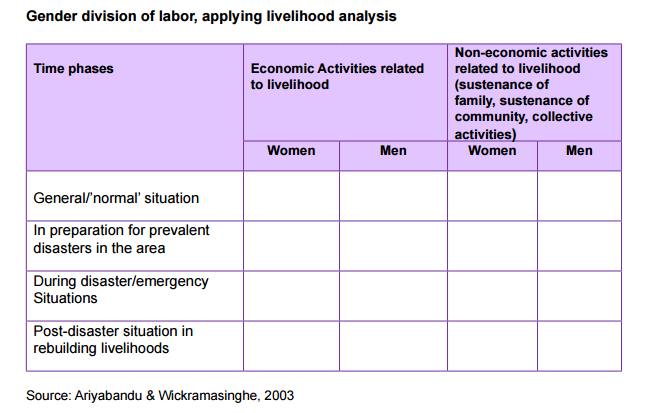 Gender division of labor, applying livelihood analysis
Time phases
Economic Activities related
to livelihood
Non-economic activities
related to livelihood
(sustenance of
family, sustenance of
community, collective
activities)
Women
Men
Women
Men
General/'normal' situation
In preparation for prevalent
disasters in the area
During disaster/emergency
Situations
Post-disaster situation in
rebuilding livelihoods
Source: Ariyabandu & Wickramasinghe, 2003